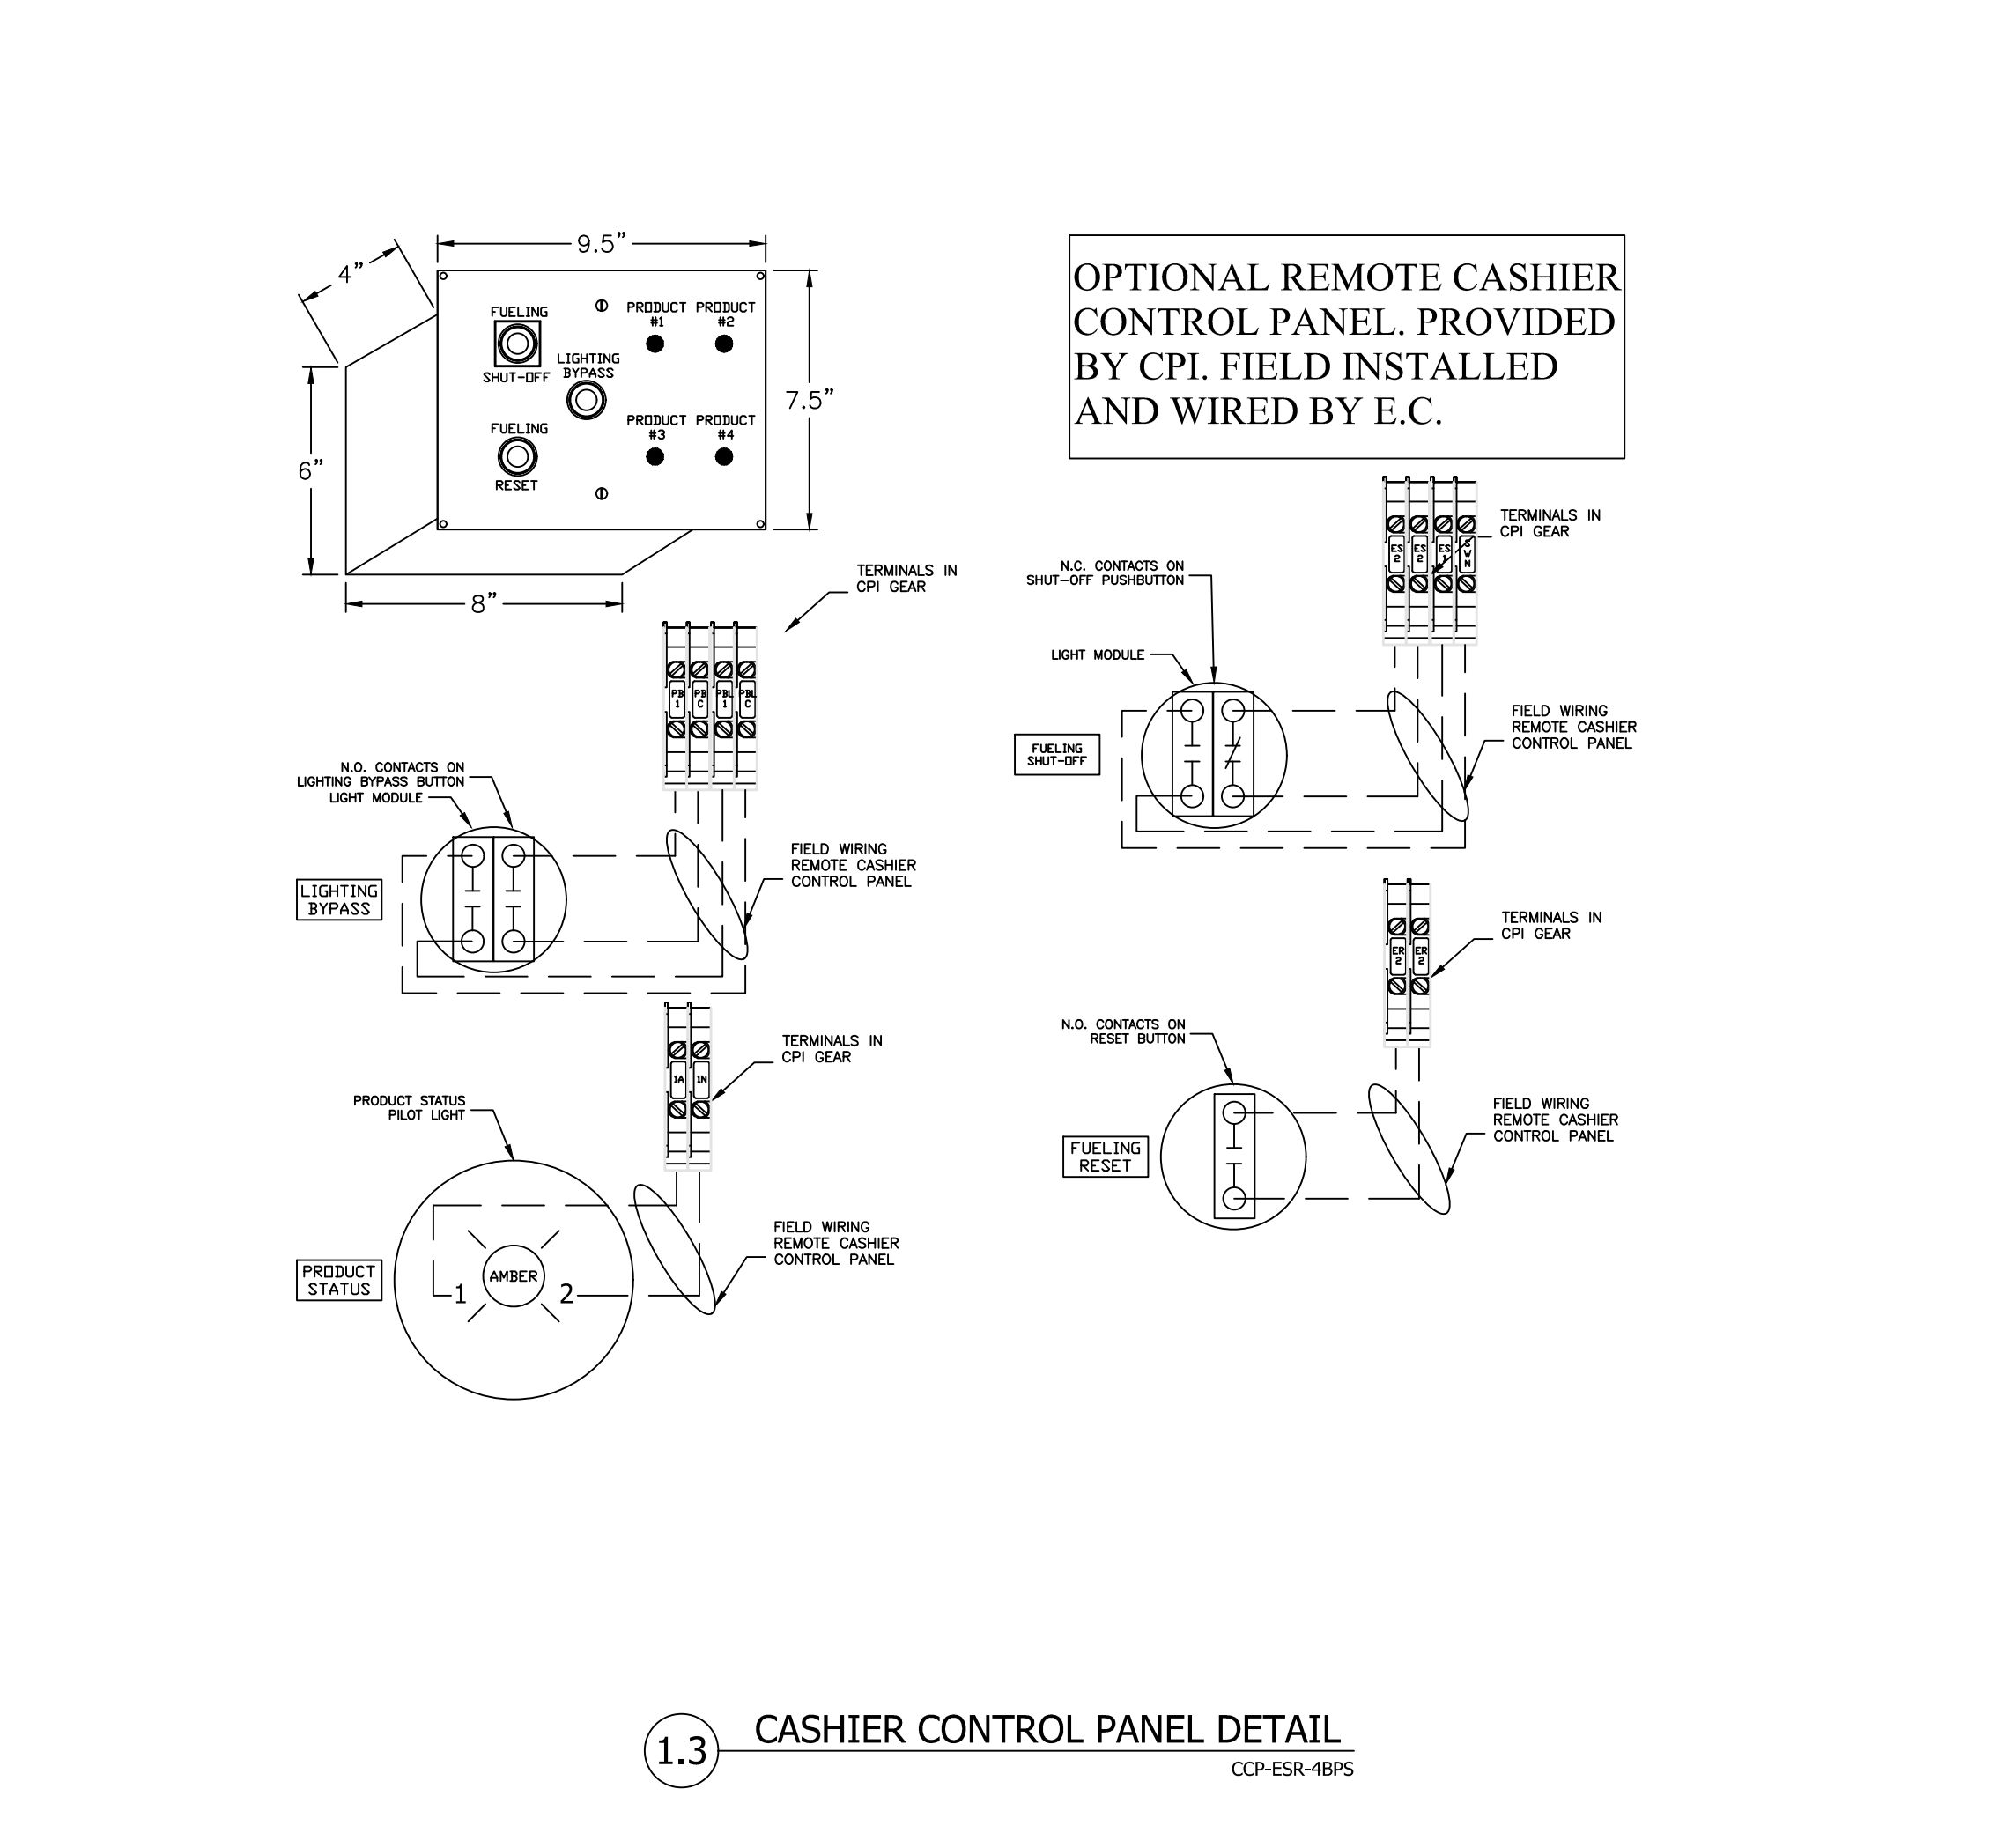 9.5”
4”
FUELING
SHUT-OFF
LIGHTING
BYPASS
FUELING
RESET
PRODUCT PRODUCT
#1 #2
PRODUCT PRODUCT
#3 #4
7.5”
6”
8”
OPTIONAL REMOTE CASHIER
CONTROL PANEL. PROVIDED
BY CPI. FIELD INSTALLED
AND WIRED BY E.C.
TERMINALS IN
CPI GEAR
PB
1
PB
C
PBL
1
PBL
C
N.O. CONTACTS ON
LIGHTING BYPASS BUTTON
LIGHT MODULE
LIGHTING
BYPASS
FIELD WIRING
REMOTE CASHIER
CONTROL PANEL
TERMINALS IN
CPI GEAR
1A
1N
PRODUCT STATUS
PILOT LIGHT
PRODUCT
STATUS
1
AMBER
2
FIELD WIRING
REMOTE CASHIER
CONTROL PANEL
TERMINALS IN
CPI GEAR
ES
2
ES
2
ES
1
S
W
N
N.C. CONTACTS ON
SHUT-OFF PUSHBUTTON
LIGHT MODULE
FUELING
SHUT-OFF
FIELD WIRING
REMOTE CASHIER
CONTROL PANEL
TERMINALS IN
CPI GEAR
ER
2
ER
2
N.O. CONTACTS ON
RESET BUTTON
FUELING
RESET
FIELD WIRING
REMOTE CASHIER
CONTROL PANEL
1.3
CASHIER CONTROL PANEL DETAIL
CCP-ESR-4BPS